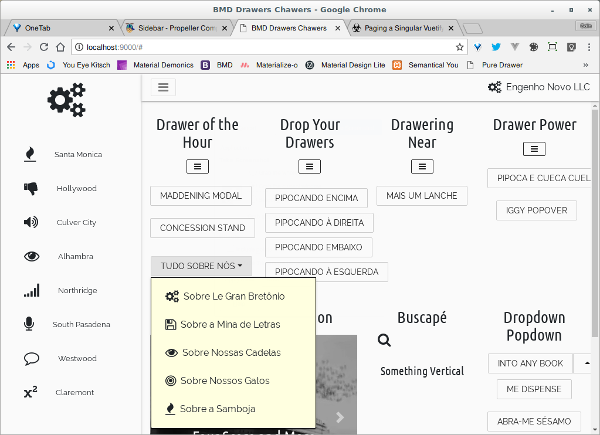 BMD Drawers Chawers - Google Chrome
OneTab
Sidebar - Propeller Com
BMD Drawers Chawers
Paging a Singular Vuetif
localhost:9000/#
Apps
You Eye Kitsch
Material Demonics
BMD
Materialize-o
Material Design Lite
Semantical You
Pure Drawer
Engenho Novo LLC
Santa Monica
Hollywood
Culver City
Alhambra
Northridge
South Pasadena
Westwood
x²
Claremont
Drawer of the
Hour
MADDENING MODAL
CONCESSION STAND
TUDO SOBRE NÓS
Sobre Le Gran Bretônio
Sobre a Mina de Letras
Sobre Nossas Cadelas
Sobre Nossos Galos
Sobre a Samboja
Drop Your
Drawers
PIPOCANDO ENCIMA
PIPOCANDO À DIREITA
PIPOCANDO EMBAIXO
PIPOCANDO À ESQUERDA
Drawering
Near
MAIS UM LANCHE
Drawer Power
PIPOCA E CUECA CUEL
IGGY POPOVER
on
Buscapé
Something Vertical
Dropdown
Popdown
INTO ANY BOOK
ME DISPENSE
ABRA-ME SÉSAMO